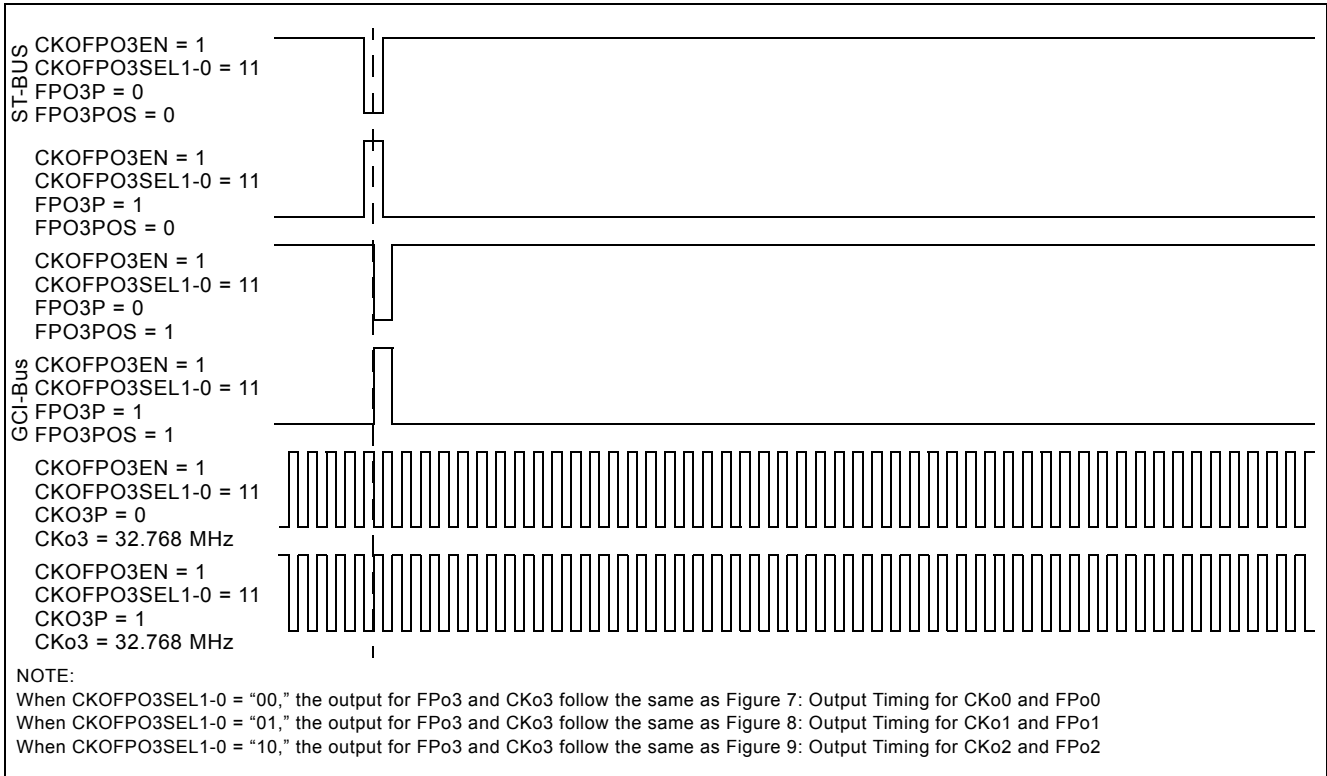 ST-BUS
CKOFPO3EN = 1
CKOFPO3SEL1-0 = 11
FPO3P = 0
FPO3POS = 0
CKOFPO3EN = 1
CKOFPO3SEL1-0 = 11
FPO3P = 1
FPO3POS = 0
CKOFPO3EN = 1
CKOFPO3SEL1-0 = 11
FPO3P = 0
FPO3POS = 1
GCI-Bus
CKOFPO3EN = 1
CKOFPO3SEL1-0 = 11
FPO3P = 1
FPO3POS = 1
CKOFPO3EN = 1
CKOFPO3SEL1-0 = 11
CKO3P = 0
CKo3 = 32.768 MHz
CKOFPO3EN = 1
CKOFPO3SEL1-0 = 11
CKO3P = 1
CKo3 = 32.768 MHz
NOTE:
When CKOFPO3SEL1-0 = “00,” the output for FPo3 and CKo3 follow the same as Figure 7: Output Timing for CKo0 and FPo0
When CKOFPO3SEL1-0 = “01,” the output for FPo3 and CKo3 follow the same as Figure 8: Output Timing for CKo1 and FPo1
When CKOFPO3SEL1-0 = “10,” the output for FPo3 and CKo3 follow the same as Figure 9: Output Timing for CKo2 and FPo2